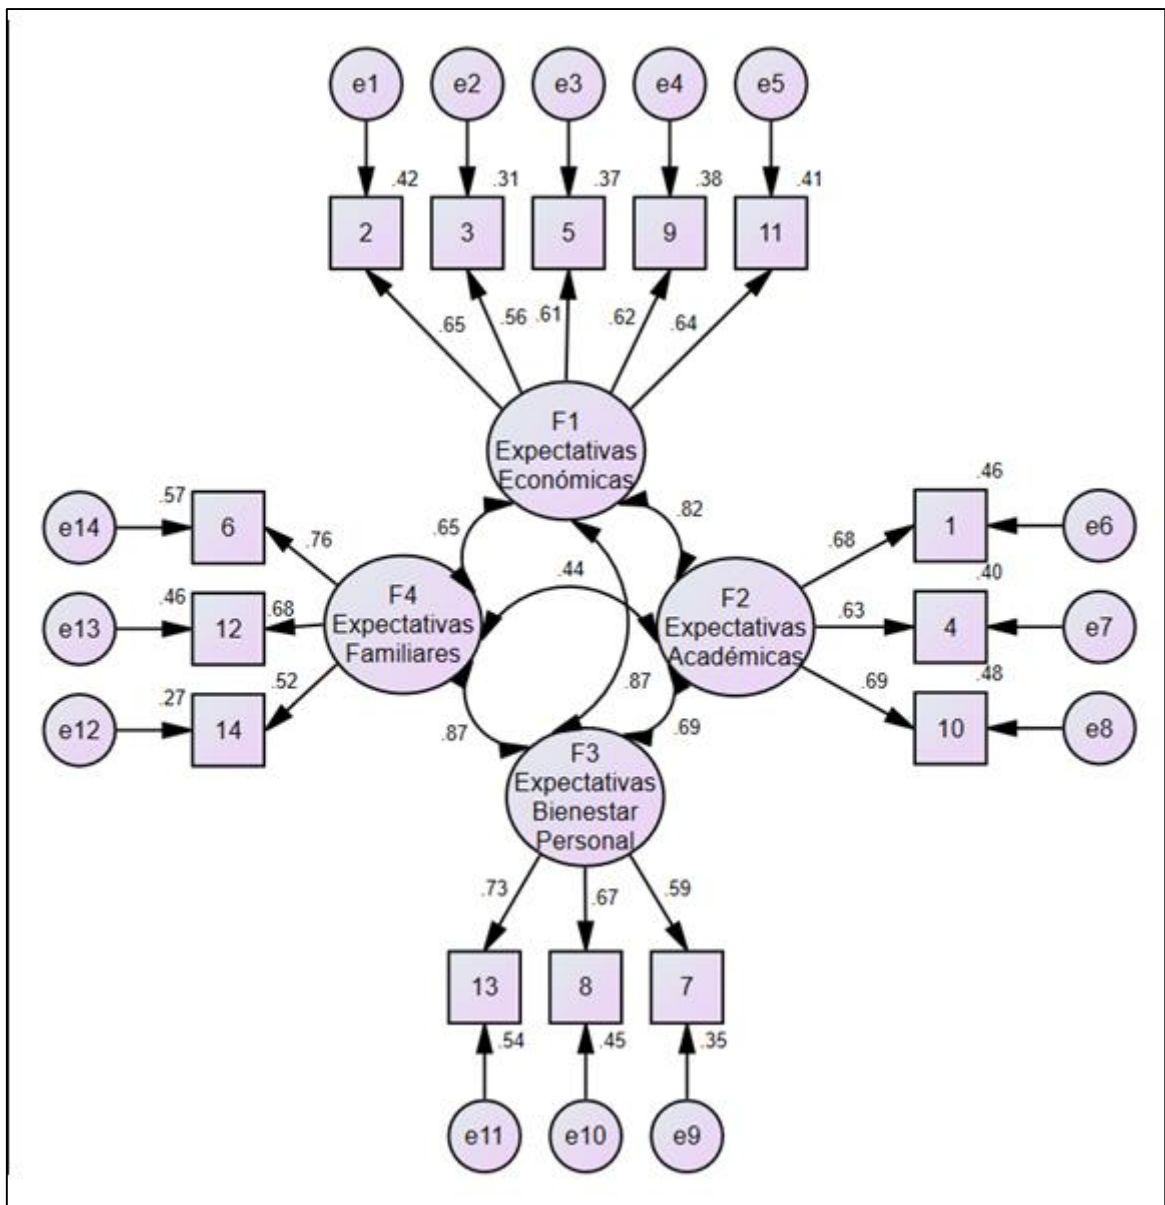 e1 e2 e3 e4 e5
.42 .31 .37 .38 .41
2 3 5 9 11
.65 .56 .61 .62 .64
F1
Expectativas
Económicas
.57 .46
e14 6 1 e6
.76 .65 .82 .68
.46 .44 .40
F4
Expectativas
Familiares
F2
Expectativas
Académicas
e13 12 .68 .63 4 e7
.27 .52 .69 .48
e12 14 10 e8
.87 .87 .69
F3
Expectativas
Bienestar
Personal
.73 .67 .59
13 8 7
.54 .45 .35
e11 e10 e9